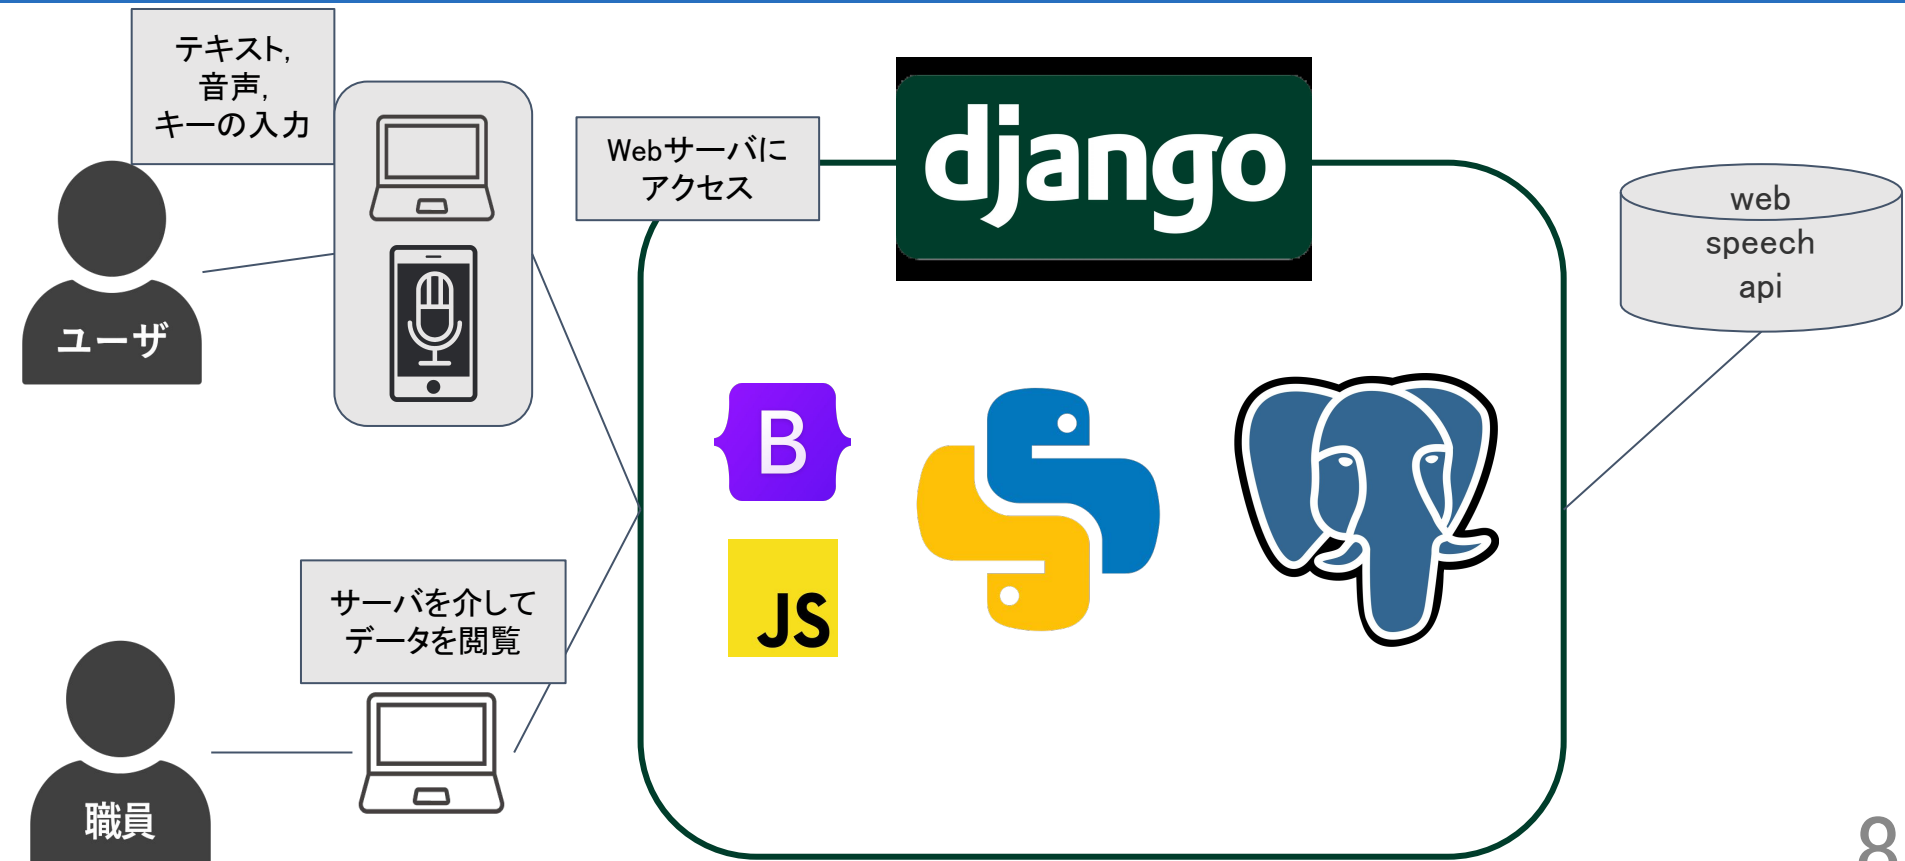 テキスト,
音声,
キーの入力
ユーザ
Webサーバに
アクセス
django
web
speech
api
B
JS
サーバを介して
データを閲覧
職員
8